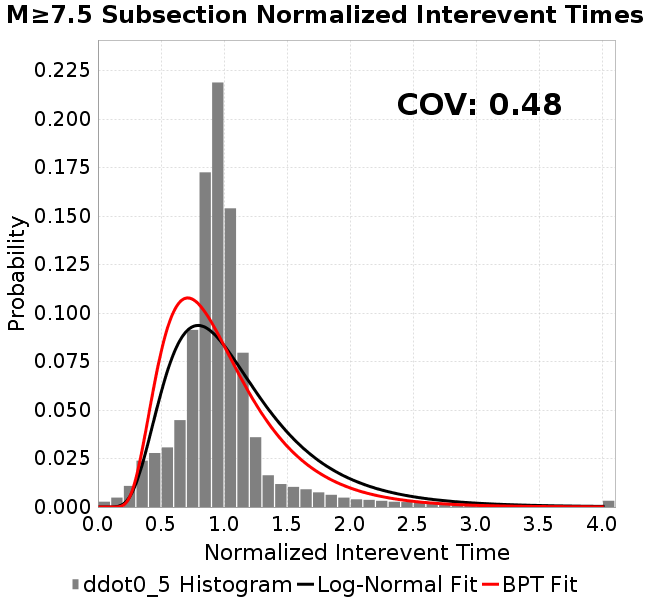 M≥7.5 Subsection Normalized Interevent Times
COV: 0.48
Probability
0.225
0.200
0.175
0.150
0.125
0.100
0.075
0.050
0.025
0.000
0.0 0.5 1.0 1.5 2.0 2.5 3.0 3.5 4.0
Normalized Interevent Time
ddot0_5 Histogram Log-Normal Fit BPT Fit